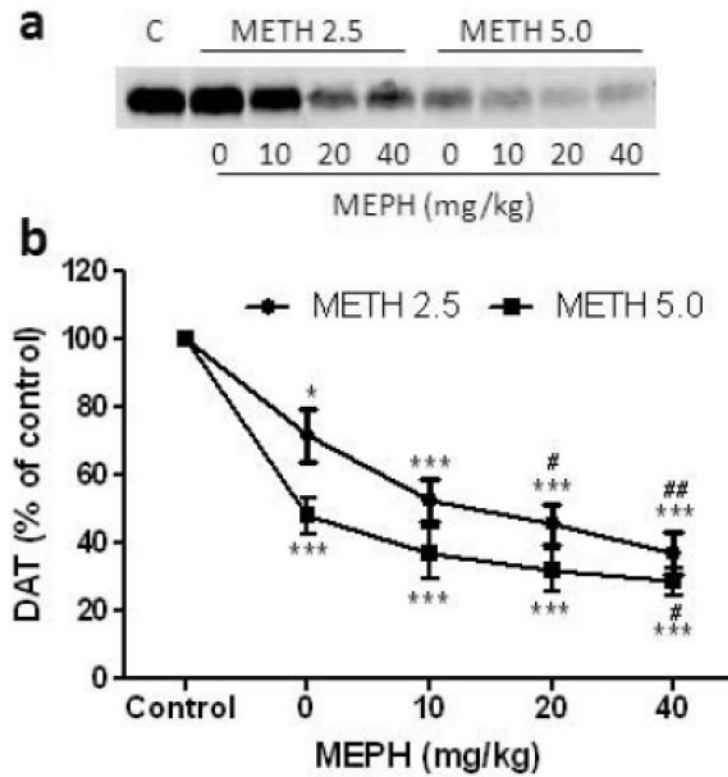 a
C METH 2.5 METH 5.0
0 10 20 40 0 10 20 40
MEPH (mg/kg)
b
120
METH 2.5 METH 5.0
100
80
60
40
20
0
DAT (% of control)
*
***
#
***
##
***
***
***
***
#
***
Control 0 10 20 40
MEPH (mg/kg)